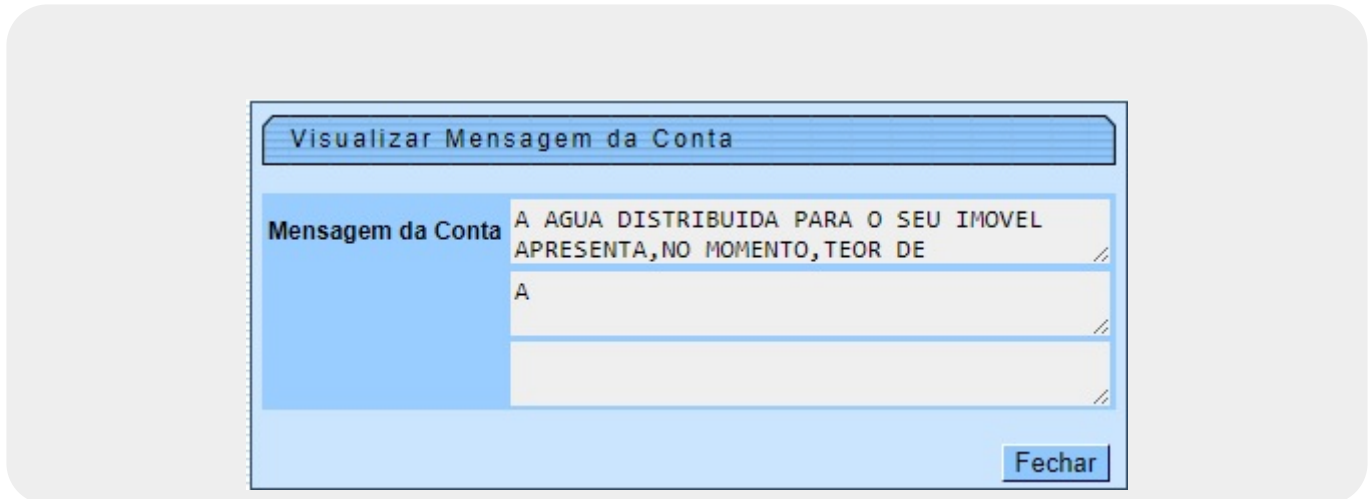 Visualizar Mensagem da Conta
Mensagem da Conta
A AGUA DISTRIBUIDA PARA O SEU IMOVEL
APRESENTA,NO MOMENTO,TEOR DE
A
Fechar